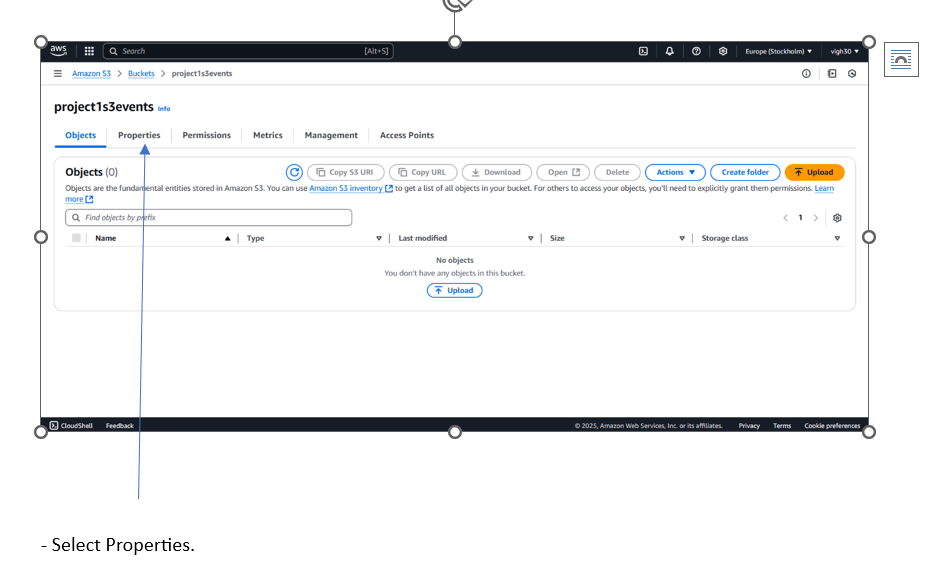 aws Search [Alt+S] Europe (Stockholm) ▼ vigh30 ▼
Amazon S3 > Buckets > project1s3events
project1s3events Info
Objects Properties Permissions Metrics Management Access Points
Objects (0) Copy S3 URI Copy URL Download Open Delete Actions ▼ Create folder Upload
Objects are the fundamental entities stored in Amazon S3. You can use Amazon S3 inventory to get a list of all objects in your bucket. For others to access your objects, you'll need to explicitly grant them permissions. Learn
more
Find objects by prefix < 1 >
Name Type Last modified Size Storage class
No objects
You don't have any objects in this bucket.
Upload
CloudShell Feedback © 2025, Amazon Web Services, Inc. or its affiliates. Privacy Terms Cookie preferences
- Select Properties.